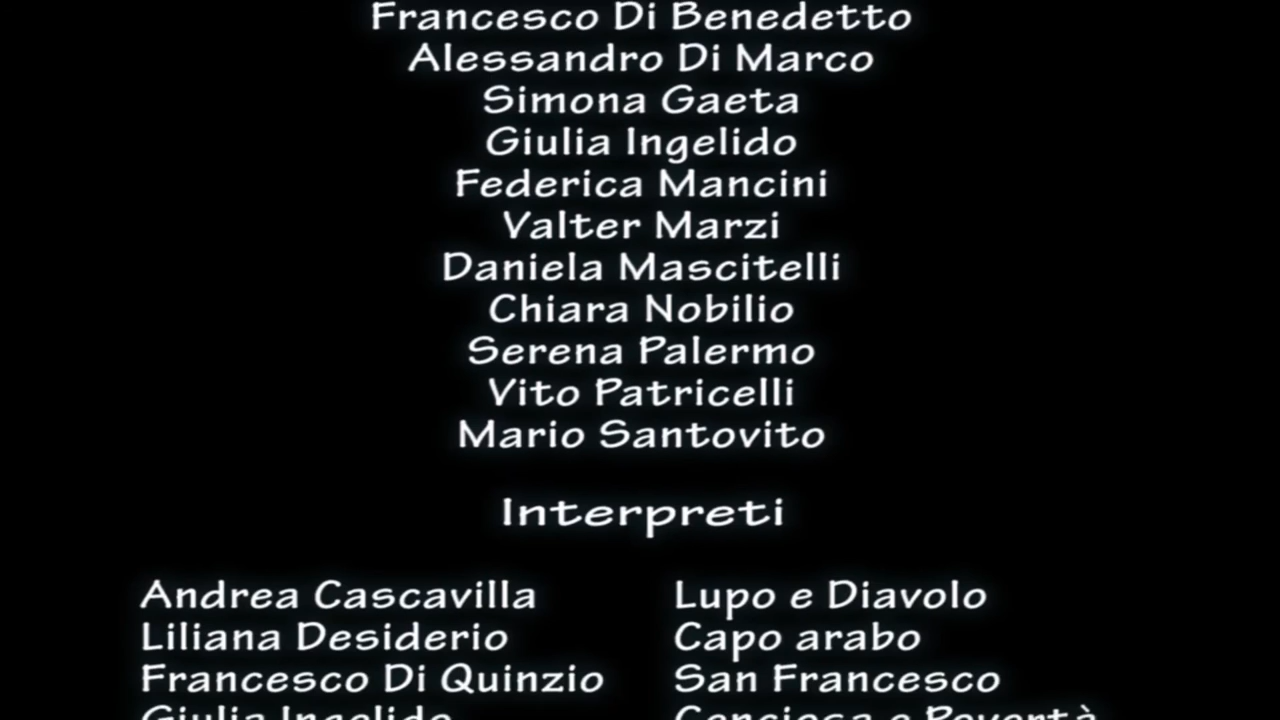 Francesco Di Benedetto
Alessandro Di Marco
Simona Gaeta
Giulia Ingelido
Federica Mancini
Valter Marzi
Daniela Mascitelli
Chiara Nobilio
Serena Palermo
Vito Patricelli
Mario Santovito
Interpreti
Andrea Cascavilla Lupo e Diavolo
Liliana Desiderio Capo arabo
Francesco Di Quinzio San Francesco
Giulia Ingelido Cenciosa e Povertà